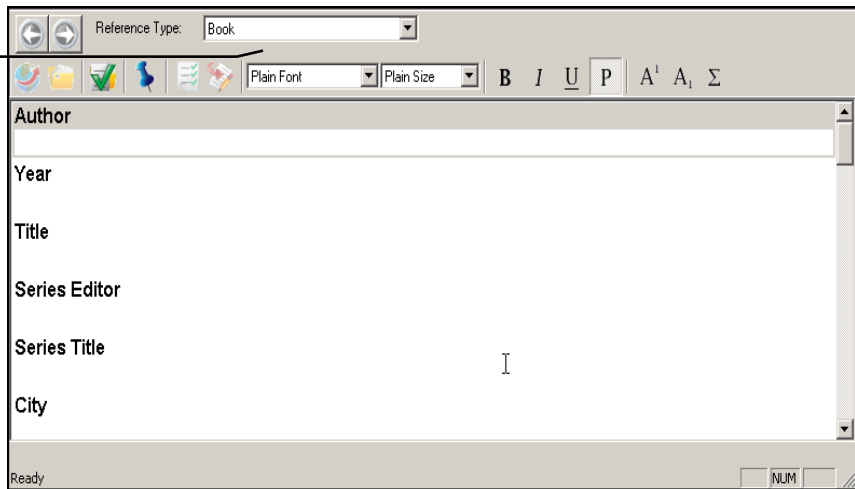 Reference Type: Book
Plain Font Plain Size B I U P A¹ A₁ Σ
Author
Year
Title
Series Editor
Series Title
City
Ready NUM